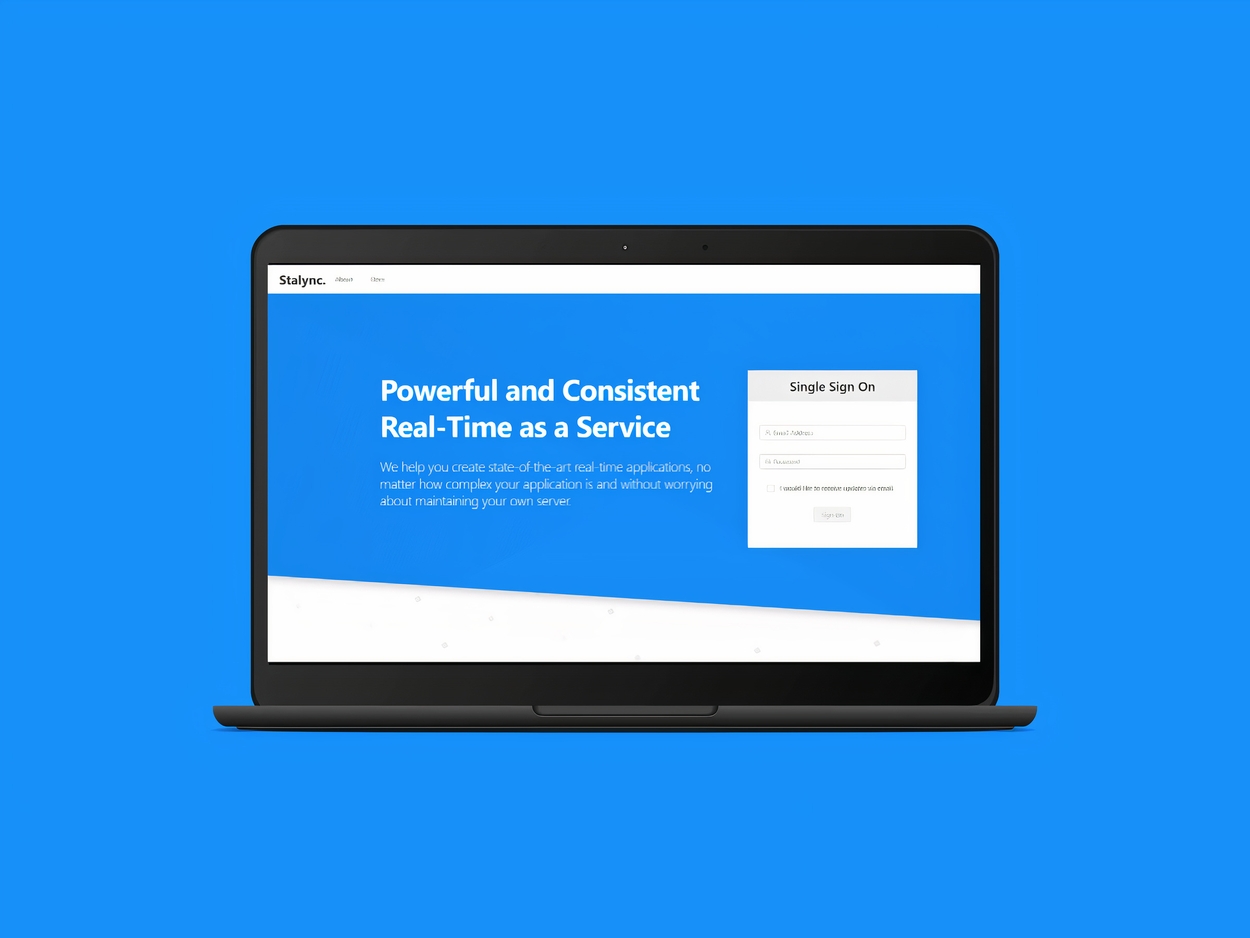 Stalync. About
Powerful and Consistent
Real-Time as a Service
We help you create state-of-the-art real-time applications, no
matter how complex your application is and without worrying
about maintaining your own server.
Single Sign On
Email Address
Password
I would like to receive updates via email
Sign On